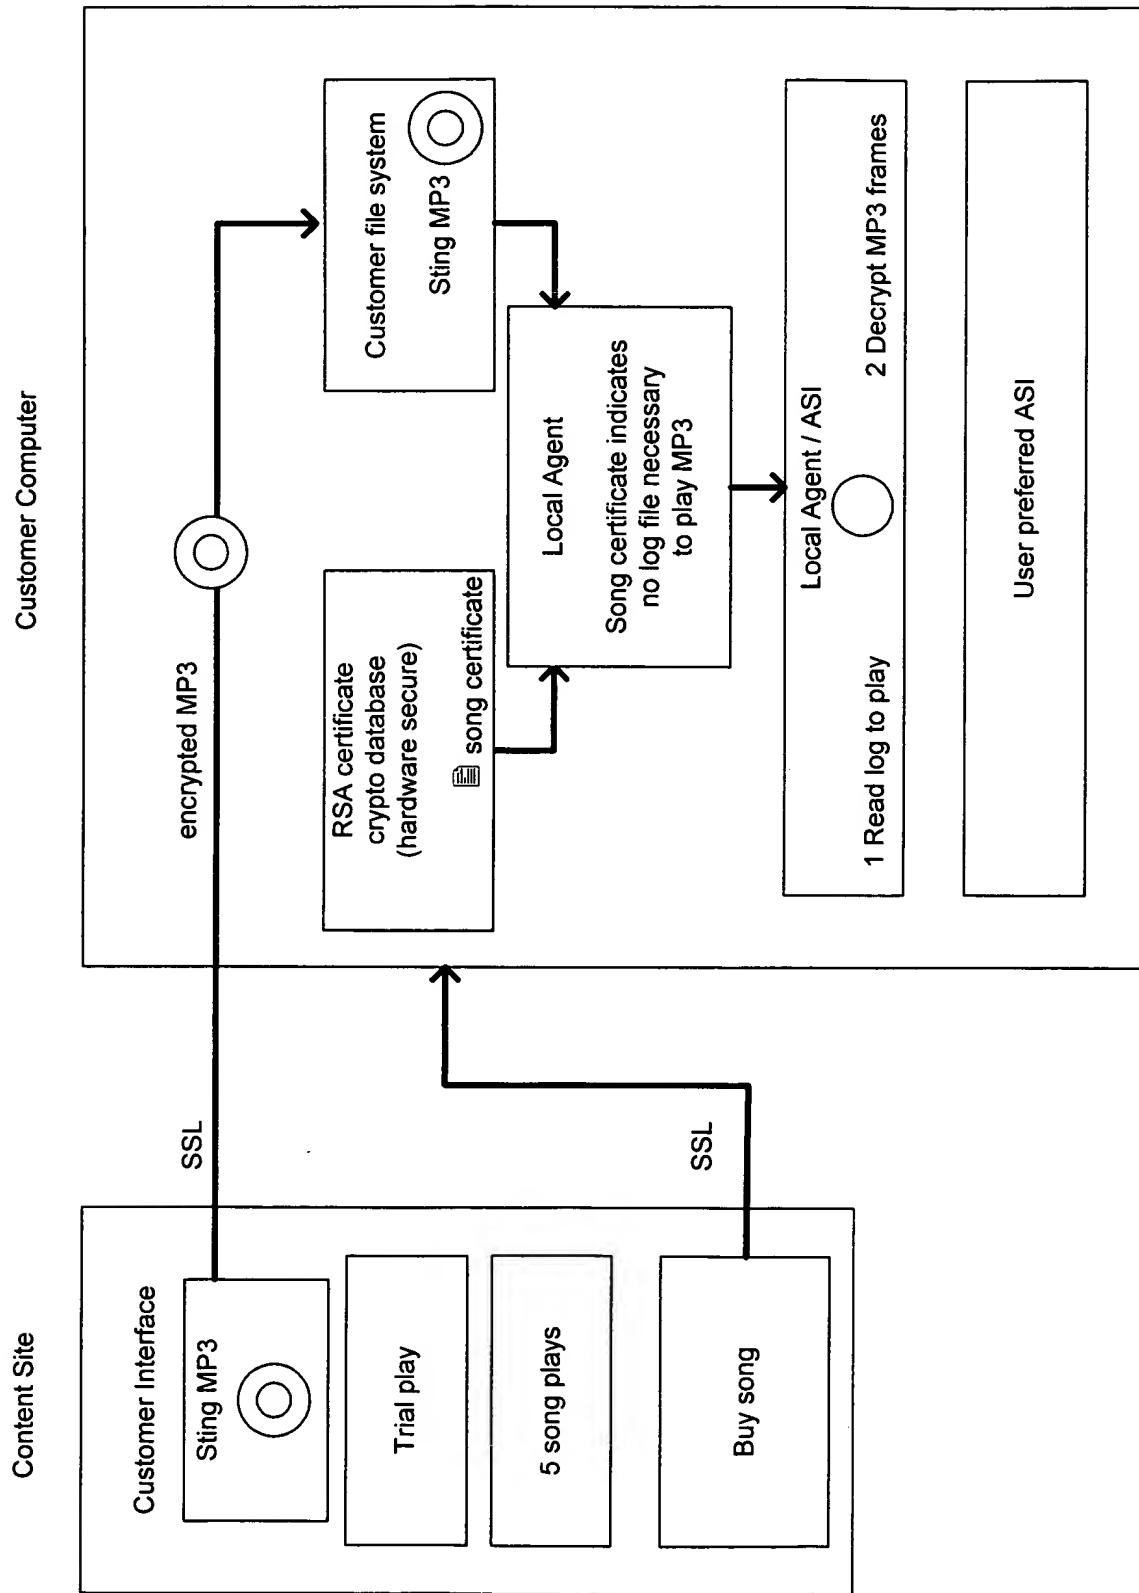 Content Site
Customer Interface
Sting MP3
Trial play
5 song plays
Buy song
SSL
SSL
encrypted MP3
Customer Computer
RSA certificate
crypto database
(hardware secure)
song certificate
Customer file system
Sting MP3
Local Agent
Song certificate indicates
no log file necessary
to play MP3
Local Agent / ASI
1 Read log to play
2 Decrypt MP3 frames
User preferred ASI